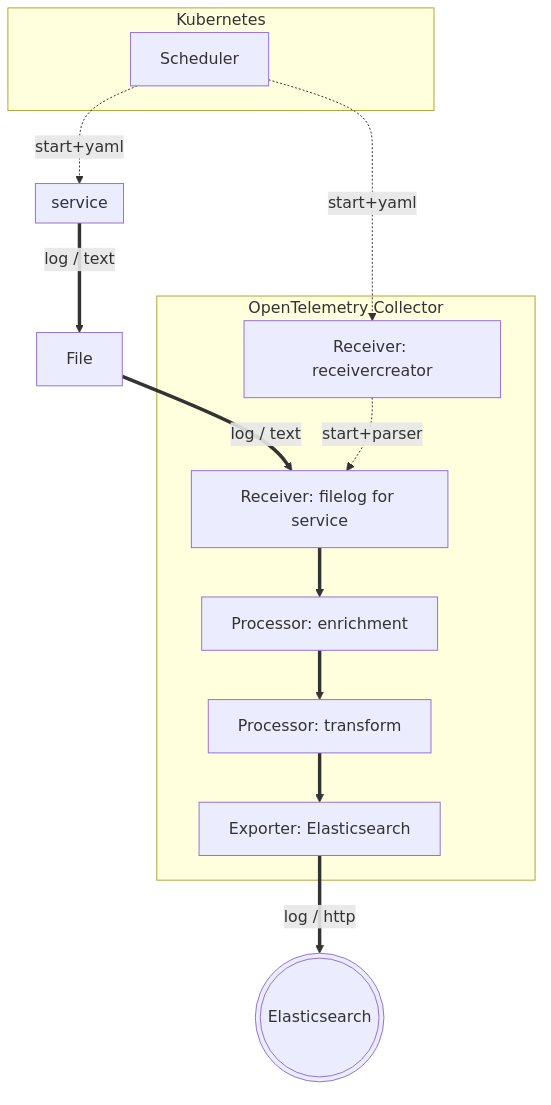 Kubernetes
Scheduler
start+yaml
service
start+yaml
log / text
OpenTelemetry Collector
File
Receiver:
receivercreator
log / text
start+parser
Receiver: filelog for
service
Processor: enrichment
Processor: transform
Exporter: Elasticsearch
log / http
Elasticsearch